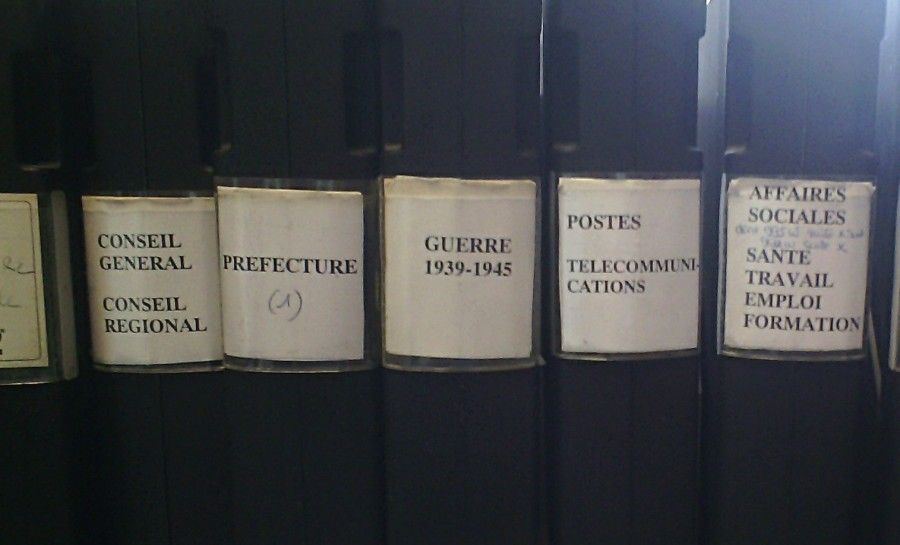 CONSEIL
GENERAL
CONSEIL
REGIONAL
PREFECTURE
(1)
GUERRE
1939-1945
POSTES
TELECOMMUNI-
CATIONS
AFFAIRES
SOCIALES
SANTE
TRAVAIL
EMPLOI
FORMATION